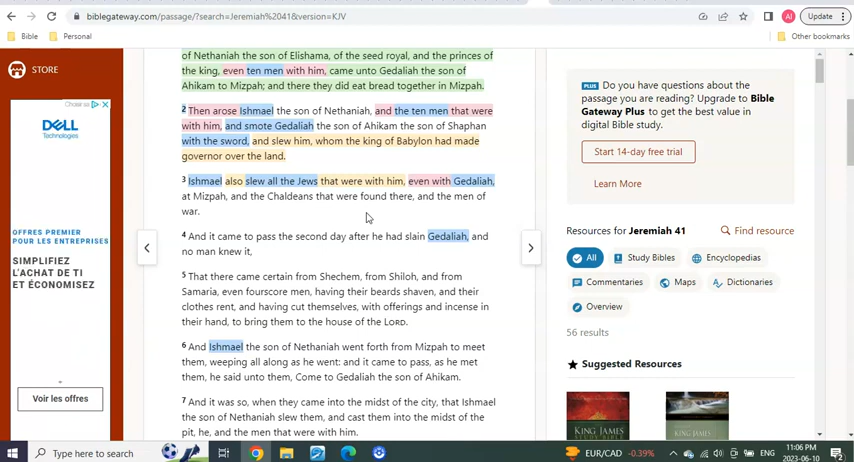 biblegateway.com/passage/?search=Jeremiah%2041&version=KJV
AI
Update
Bible
Personal
Other bookmarks
STORE
DELL
Technologies
OFFRES PREMIER
POUR LES ENTREPRISES
SIMPLIFIEZ
L'ACHAT DE TI
ET ÉCONOMISEZ
Voir les offres
of Nethaniah the son of Elishama, of the seed royal, and the princes of
the king, even ten men with him, came unto Gedaliah the son of
Ahikam to Mizpah; and there they did eat bread together in Mizpah.
2 Then arose Ishmael the son of Nethaniah, and the ten men that were
with him, and smote Gedaliah the son of Ahikam the son of Shaphan
with the sword, and slew him, whom the king of Babylon had made
governor over the land.
3 Ishmael also slew all the Jews that were with him, even with Gedaliah,
at Mizpah, and the Chaldeans that were found there, and the men of
war.
4 And it came to pass the second day after he had slain Gedaliah, and
no man knew it,
5 That there came certain from Shechem, from Shiloh, and from
Samaria, even fourscore men, having their beards shaven, and their
clothes rent, and having cut themselves, with offerings and incense in
their hand, to bring them to the house of the LORD.
6 And Ishmael the son of Nethaniah went forth from Mizpah to meet
them, weeping all along as he went: and it came to pass, as he met
them, he said unto them, Come to Gedaliah the son of Ahikam.
7 And it was so, when they came into the midst of the city, that Ishmael
the son of Nethaniah slew them, and cast them into the midst of the
pit, he, and the men that were with him.
PLUS Do you have questions about the
passage you are reading? Upgrade to Bible
Gateway Plus to get the best value in
digital Bible study.
Start 14-day free trial
Learn More
Resources for Jeremiah 41
Find resource
All
Study Bibles
Encyclopedias
Commentaries
Maps
Dictionaries
Overview
56 results
Suggested Resources
KING JAMES
KING JAMES
Type here to search
EUR/CAD -0.39%
ENG
11:06 PM
2023-06-10
2